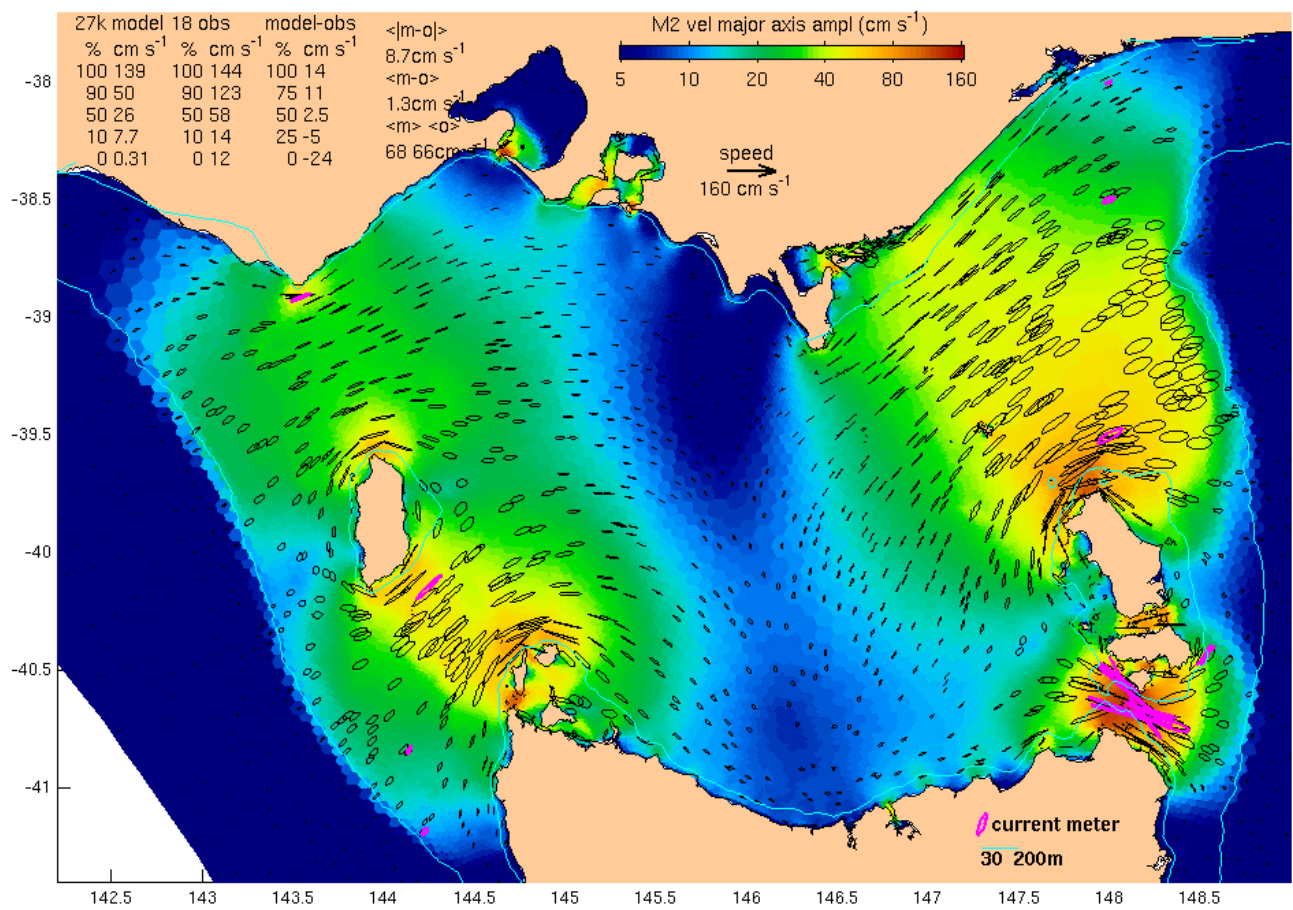 27k model 18 obs model-obs
% cm s-1 % cm s-1 % cm s-1
100 139 100 144 100 14
90 50 90 123 75 11
50 26 50 58 50 2.5
10 7.7 10 14 25 -5
0 0.31 0 12 0 -24
<|m-o|>
8.7cm s-1
<m-o>
1.3cm s-1
<m> <o>
68 66cm s-1
M2 vel major axis ampl (cm s-1)
5 10 20 40 80 160
speed
160 cm s-1
-38
-38.5
-39
-39.5
-40
-40.5
-41
current meter
30 200m
142.5 143 143.5 144 144.5 145 145.5 146 146.5 147 147.5 148 148.5